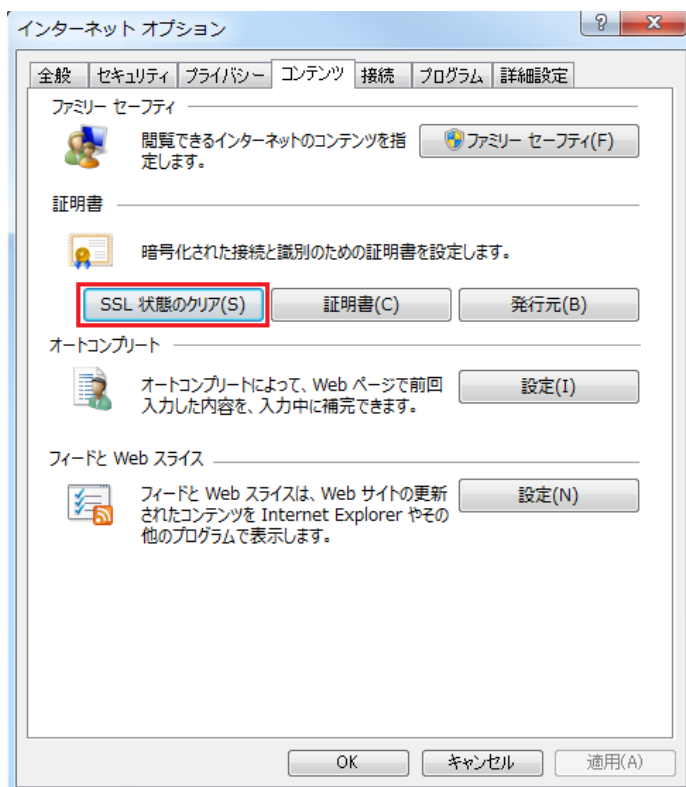 インターネット オプション
全般 セキュリティ プライバシー コンテンツ 接続 プログラム 詳細設定
ファミリー セーフティ
閲覧できるインターネットのコンテンツを指
定します。
ファミリー セーフティ(F)
証明書
暗号化された接続と識別のための証明書を設定します。
SSL 状態のクリア(S) 証明書(C) 発行元(B)
オートコンプリート
オートコンプリートによって、Web ページで前回
入力した内容を、入力中に補完できます。
設定(I)
フィードと Web スライス
フィードと Web スライスは、Web サイトの更新
されたコンテンツを Internet Explorer やその
他のプログラムで表示します。
設定(N)
OK キャンセル 適用(A)